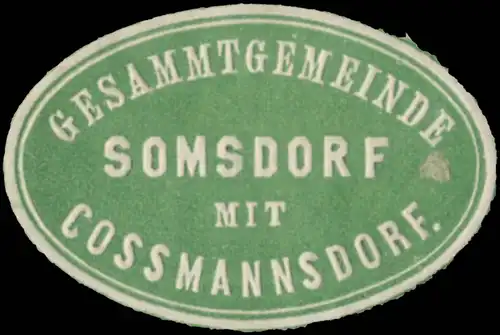 GESAMMTGEMEINDE
SOMSDORF
MIT
COSSMANNSDORF.